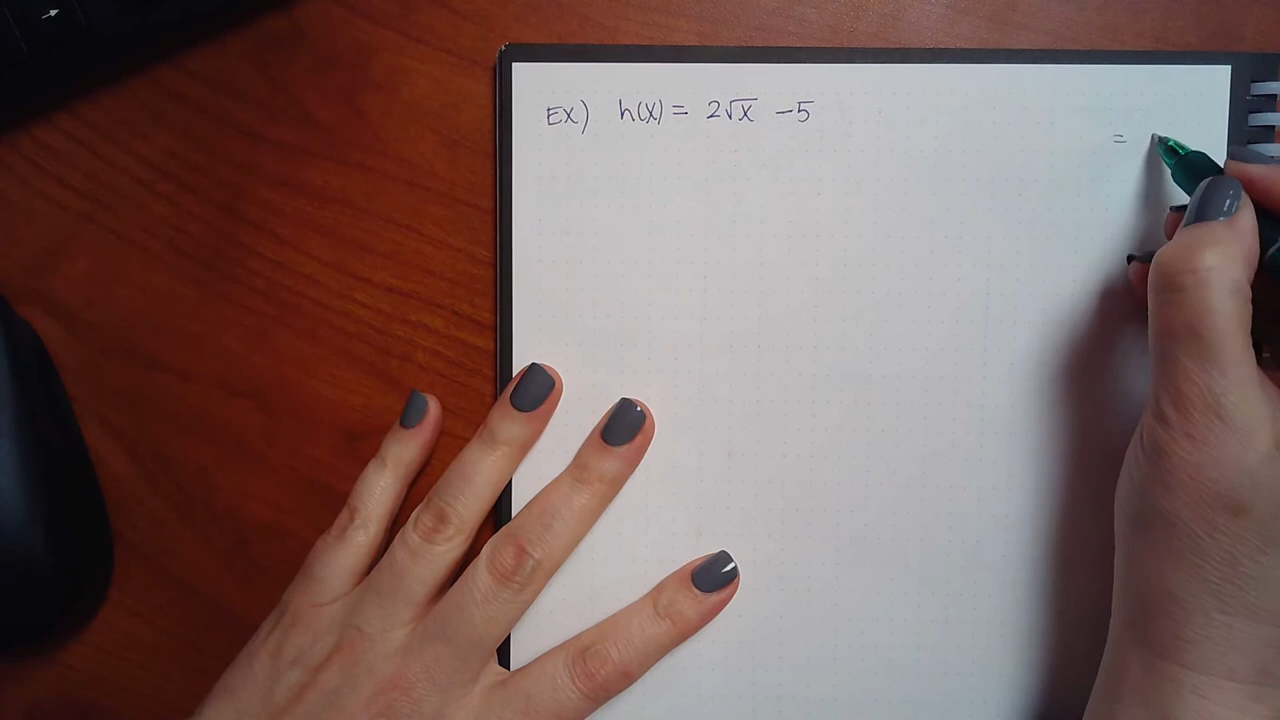 EX) h(x) = 2√x -5
=